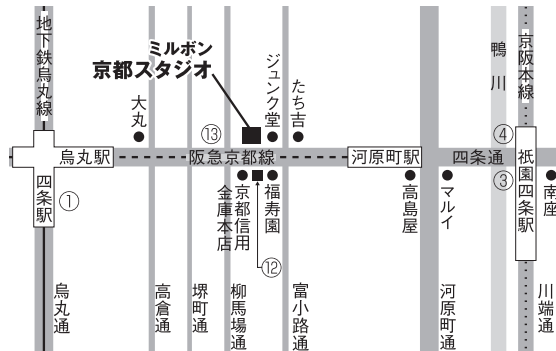 地下鉄烏丸線
ミルボン
京都スタジオ
大丸
⑬
ジュンク堂
たち吉
鴨川
京阪本線
④
烏丸駅
阪急京都線
河原町駅
四条通
祇園四条駅
四条駅
①
京都信用
金庫本店
福寿園
⑫
高島屋
マルイ
③
南座
烏丸通
高倉通
堺町通
柳馬場通
富小路通
河原町通
川端通